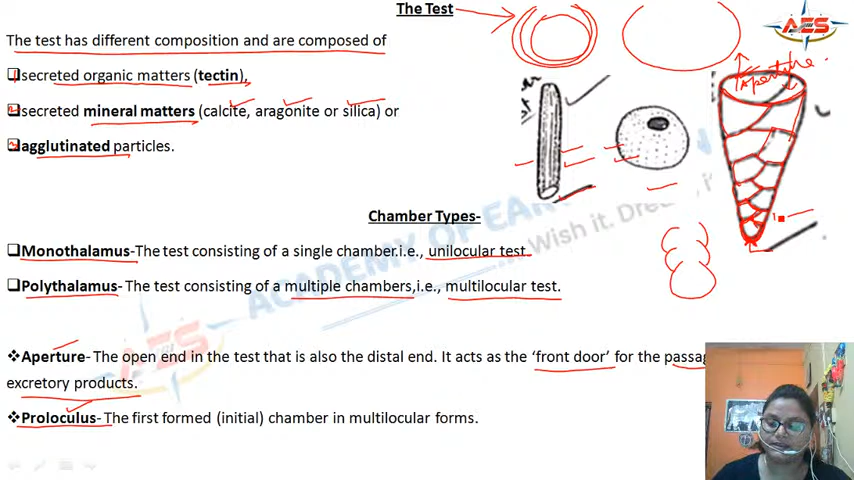 The Test
AES
The test has different composition and are composed of
secreted organic matters (tectin),
secreted mineral matters (calcite, aragonite or silica) or
agglutinated particles.
Aperture.
Chamber Types-
Monothalamus-The test consisting of a single chamber.i.e., unilocular test.
Polythalamus- The test consisting of a multiple chambers,i.e., multilocular test.
Aperture- The open end in the test that is also the distal end. It acts as the ‘front door’ for the
excretory products.
Proloculus- The first formed (initial) chamber in multilocular forms.
ACADEMY OF
...Wish it. Dre
AES